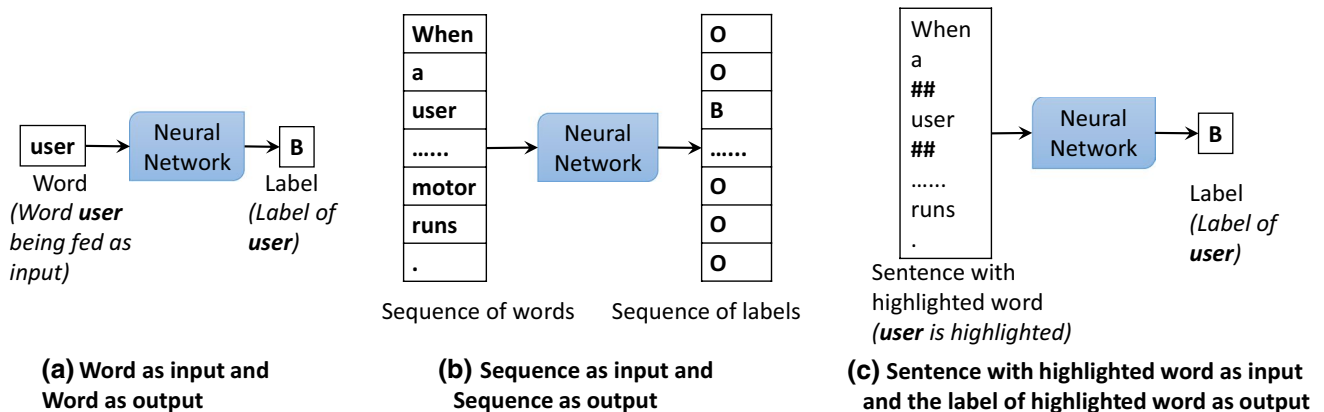 user
Neural
Network
B
Word
(Word user
being fed as
input)
Label
(Label of
user)
(a) Word as input and
Word as output
When
a
user
......
motor
runs
.
Sequence of words
Neural
Network
O
O
B
......
O
O
O
Sequence of labels
(b) Sequence as input and
Sequence as output
When
a
##
user
##
......
runs
.
Sentence with
highlighted word
(user is highlighted)
Neural
Network
B
Label
(Label of
user)
(c) Sentence with highlighted word as input
and the label of highlighted word as output